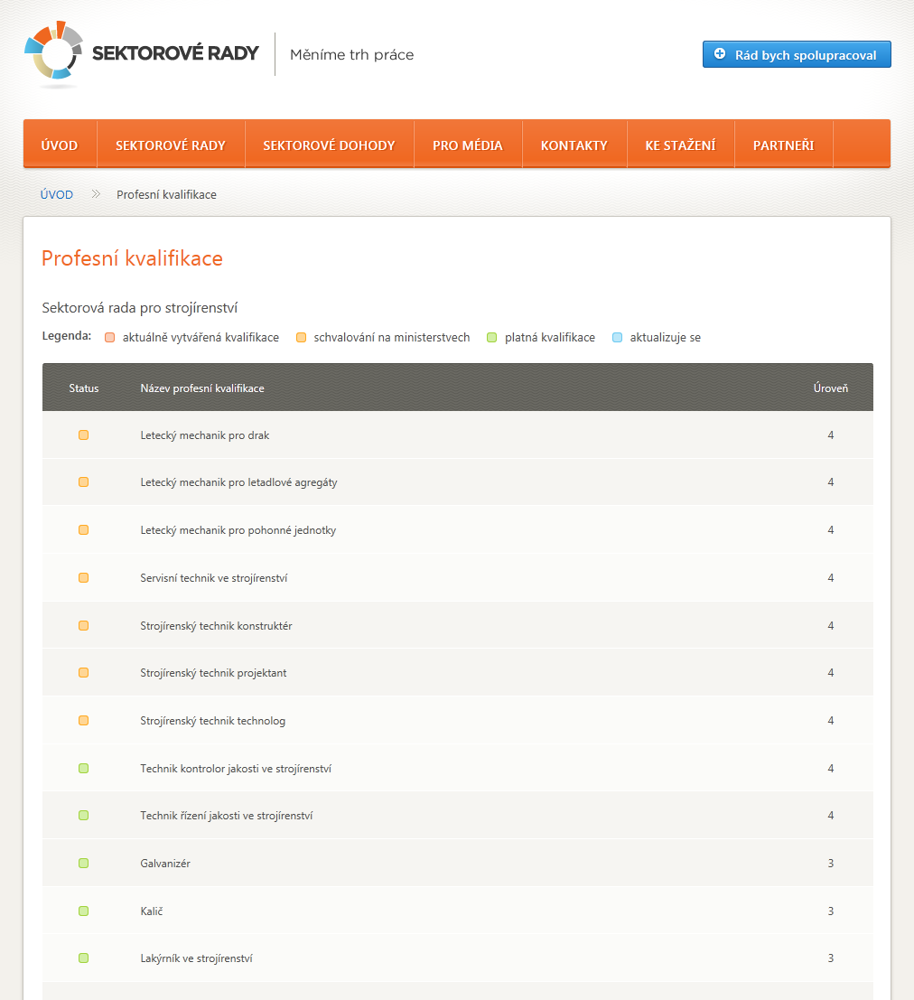 SEKTOROVÉ RADY
Měníme trh práce
Rád bych spolupracoval
ÚVOD SEKTOROVÉ RADY SEKTOROVÉ DOHODY PRO MÉDIA KONTAKTY KE STAŽENÍ PARTNEŘI
ÚVOD Profesní kvalifikace
Profesní kvalifikace
Sektorová rada pro strojírenství
Legenda: aktuálně vytvářená kvalifikace schvalování na ministerstvech platná kvalifikace aktualizuje se
Status Název profesní kvalifikace Úroveň
Letecký mechanik pro drak 4
Letecký mechanik pro letadlové agregáty 4
Letecký mechanik pro pohonné jednotky 4
Servisní technik ve strojírenství 4
Strojírenský technik konstruktér 4
Strojírenský technik projektant 4
Strojírenský technik technolog 4
Technik kontrolor jakosti ve strojírenství 4
Technik řízení jakosti ve strojírenství 4
Galvanizér 3
Kalič 3
Lakýrník ve strojírenství 3